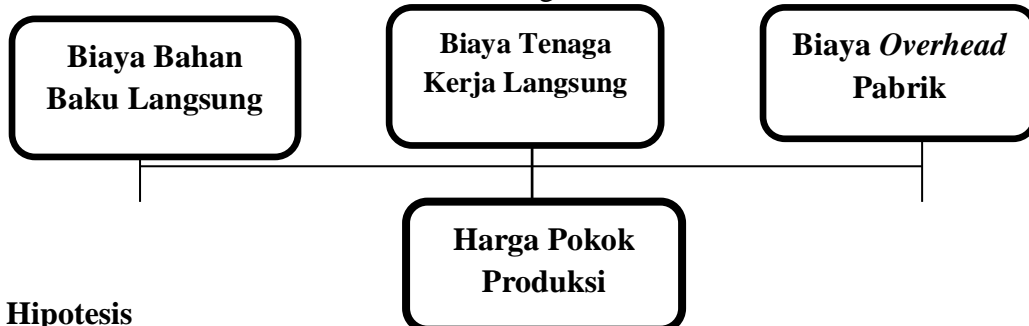 Biaya Bahan
Baku Langsung
Biaya Tenaga
Kerja Langsung
Biaya Overhead
Pabrik
Harga Pokok
Produksi
Hipotesis